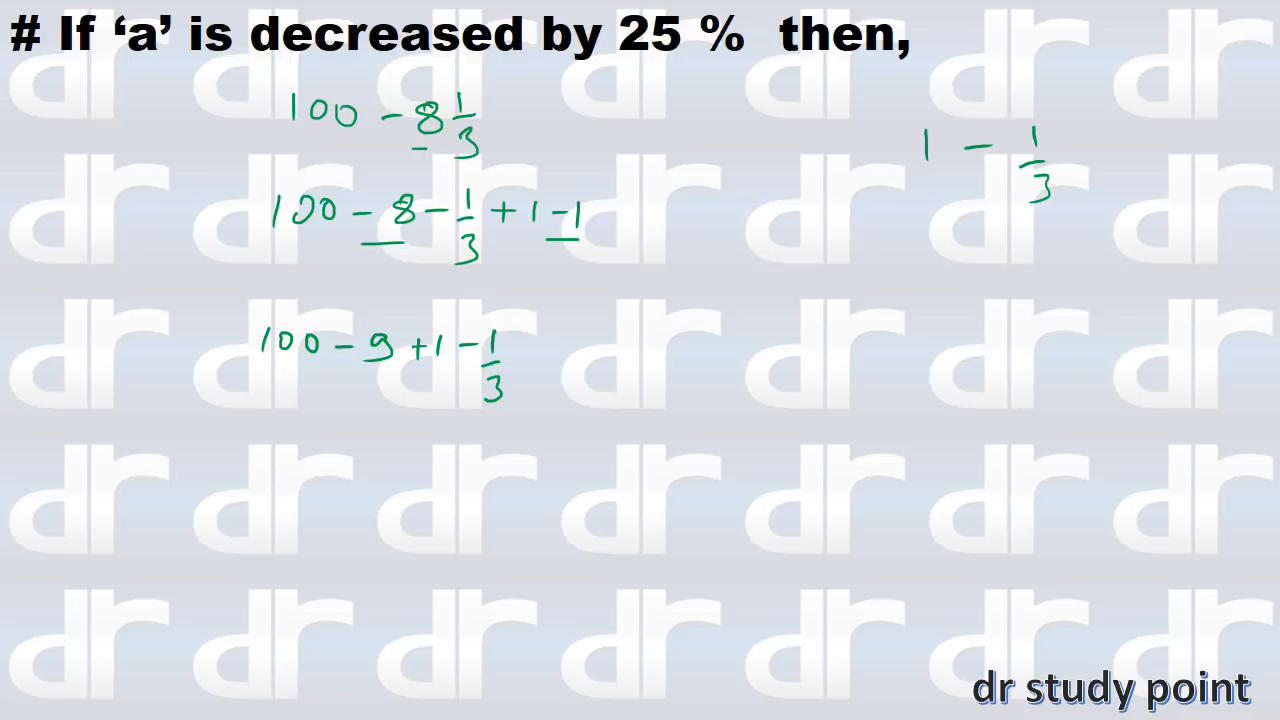 # If ‘a’ is decreased by 25 % then,
100 - 8 1/3
1 - 1/3
100 - 8 - 1/3 + 1 - 1
100 - 9 + 1 - 1/3
dr study point